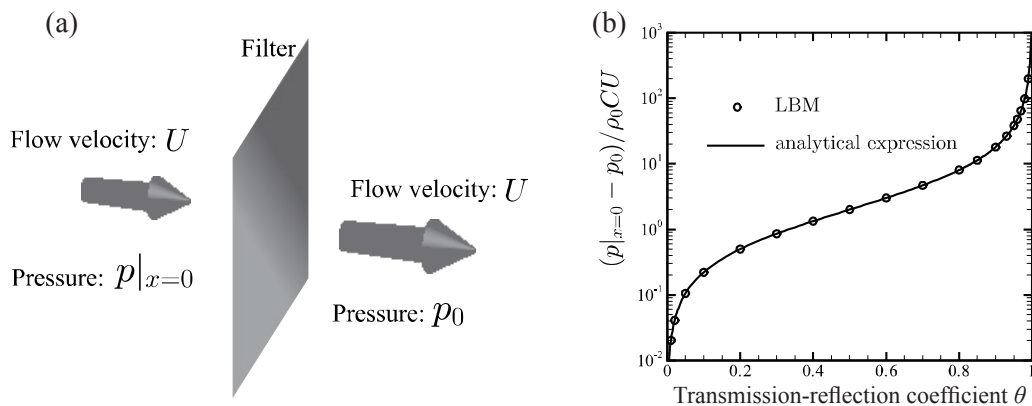 (a)
Filter
Flow velocity: U
Flow velocity: U
Pressure: p|x=0
Pressure: p0
(b)
(p|x=0 − p0)/ρ0CU
10^3
10^2
10^1
10^0
10^-1
10^-2
LBM
analytical expression
0 0.2 0.4 0.6 0.8 1
Transmission-reflection coefficient θ